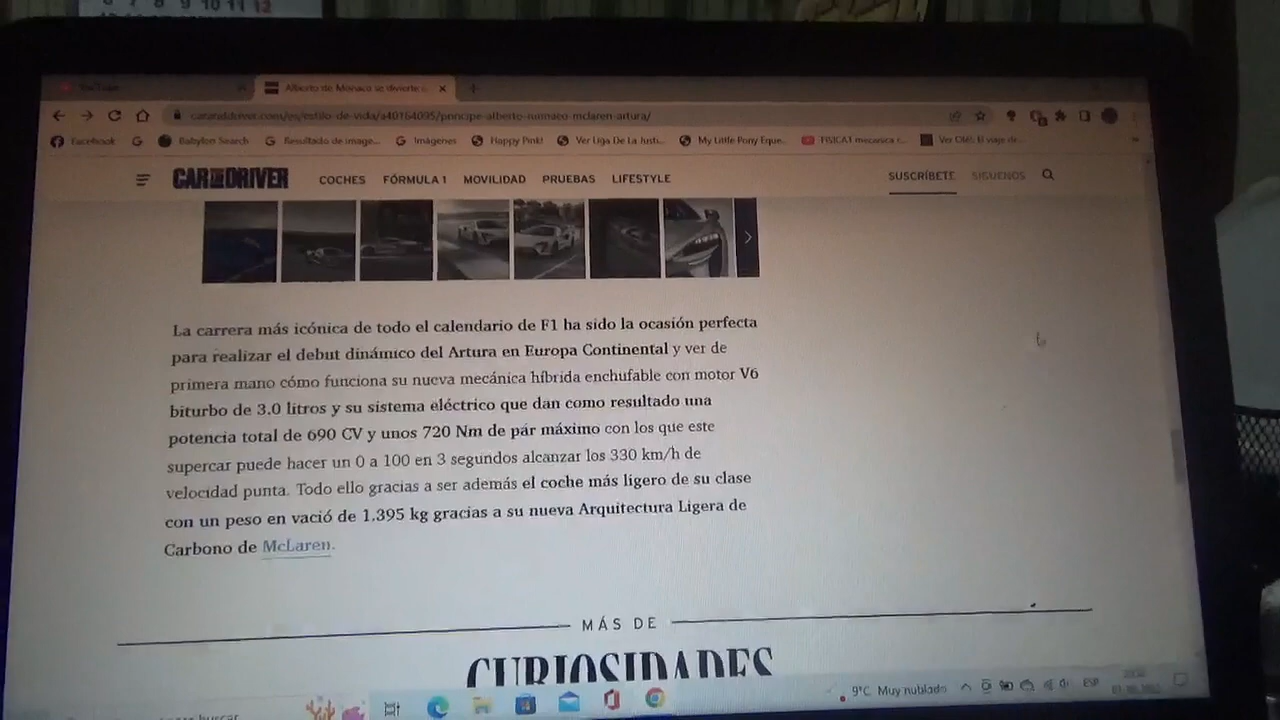 10 11 12
YouTube
Alberto de Mónaco se divierte
caranddriver.com/es/estilo-de-vida/a40164095/principe-alberto-monaco-mclaren-artura/
Facebook
Babylon Search
Resultado de image...
Imágenes
Happy Pink!
Ver Liga De La Justi...
My Little Pony Eque...
FISICA1 mecanica r...
CAR AND DRIVER
COCHES
FÓRMULA 1
MOVILIDAD
PRUEBAS
LIFESTYLE
SUSCRÍBETE
SÍGUENOS
La carrera más icónica de todo el calendario de F1 ha sido la ocasión perfecta
para realizar el debut dinámico del Artura en Europa Continental y ver de
primera mano cómo funciona su nueva mecánica híbrida enchufable con motor V6
biturbo de 3.0 litros y su sistema eléctrico que dan como resultado una
potencia total de 690 CV y unos 720 Nm de par máximo con los que este
supercar puede hacer un 0 a 100 en 3 segundos alcanzar los 330 km/h de
velocidad punta. Todo ello gracias a ser además el coche más ligero de su clase
con un peso en vació de 1.395 kg gracias a su nueva Arquitectura Ligera de
Carbono de McLaren.
MÁS DE
CURIOSIDADES
buscar
9°C Muy nublado
ESP